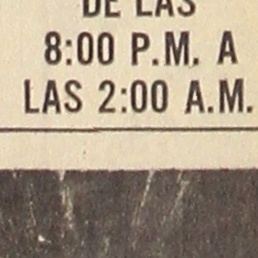 DE LAS
8:00 P.M. A
LAS 2:00 A.M.